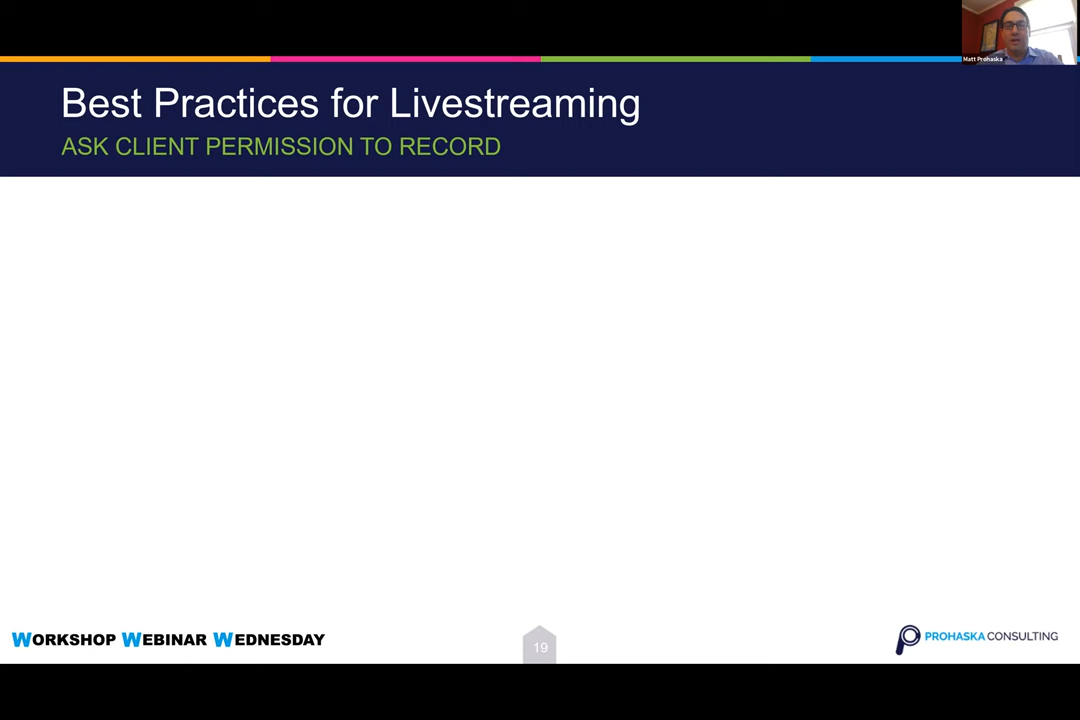 Matt Prohaska
Best Practices for Livestreaming
ASK CLIENT PERMISSION TO RECORD
WORKSHOP WEBINAR WEDNESDAY
19
PROHASKA CONSULTING